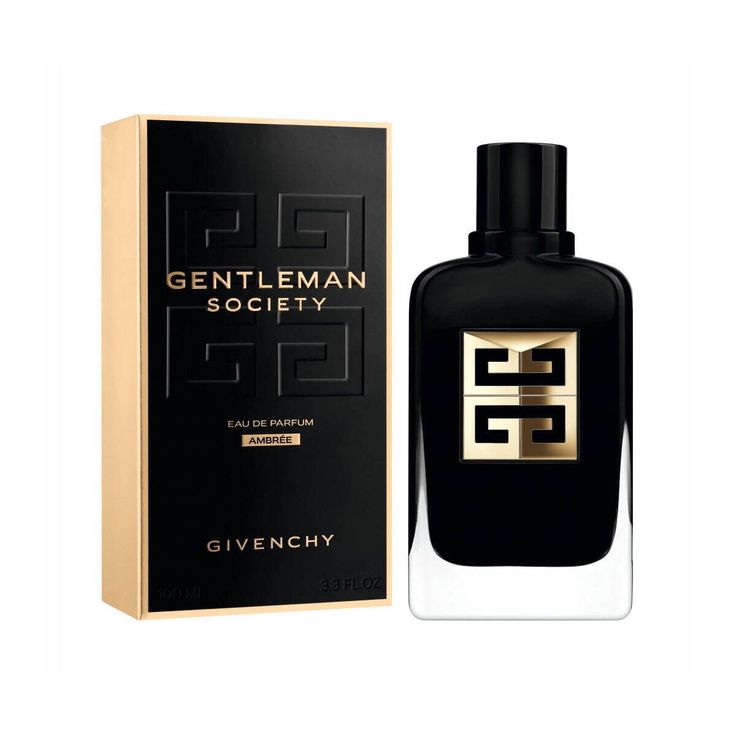 GENTLEMAN
SOCIETY
EAU DE PARFUM
AMBRÉE
GIVENCHY
100 ML 3.3 FL.OZ